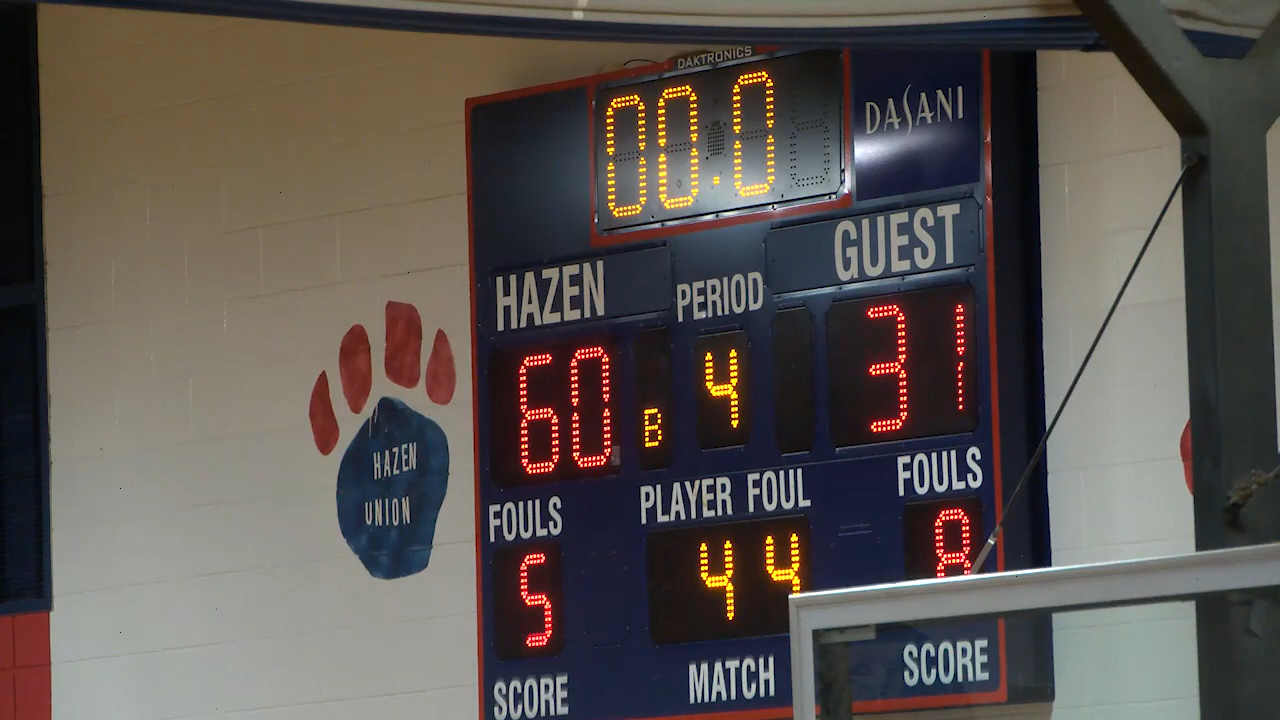 DAKTRONICS
00.0
DASANI
HAZEN
PERIOD
GUEST
60
B
4
31
HAZEN
UNION
FOULS
PLAYER FOUL
FOULS
5
44
8
SCORE
MATCH
SCORE